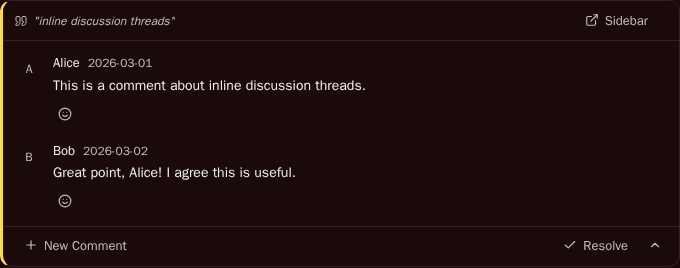 "inline discussion threads"
Sidebar
A
Alice 2026-03-01
This is a comment about inline discussion threads.
B
Bob 2026-03-02
Great point, Alice! I agree this is useful.
New Comment
Resolve